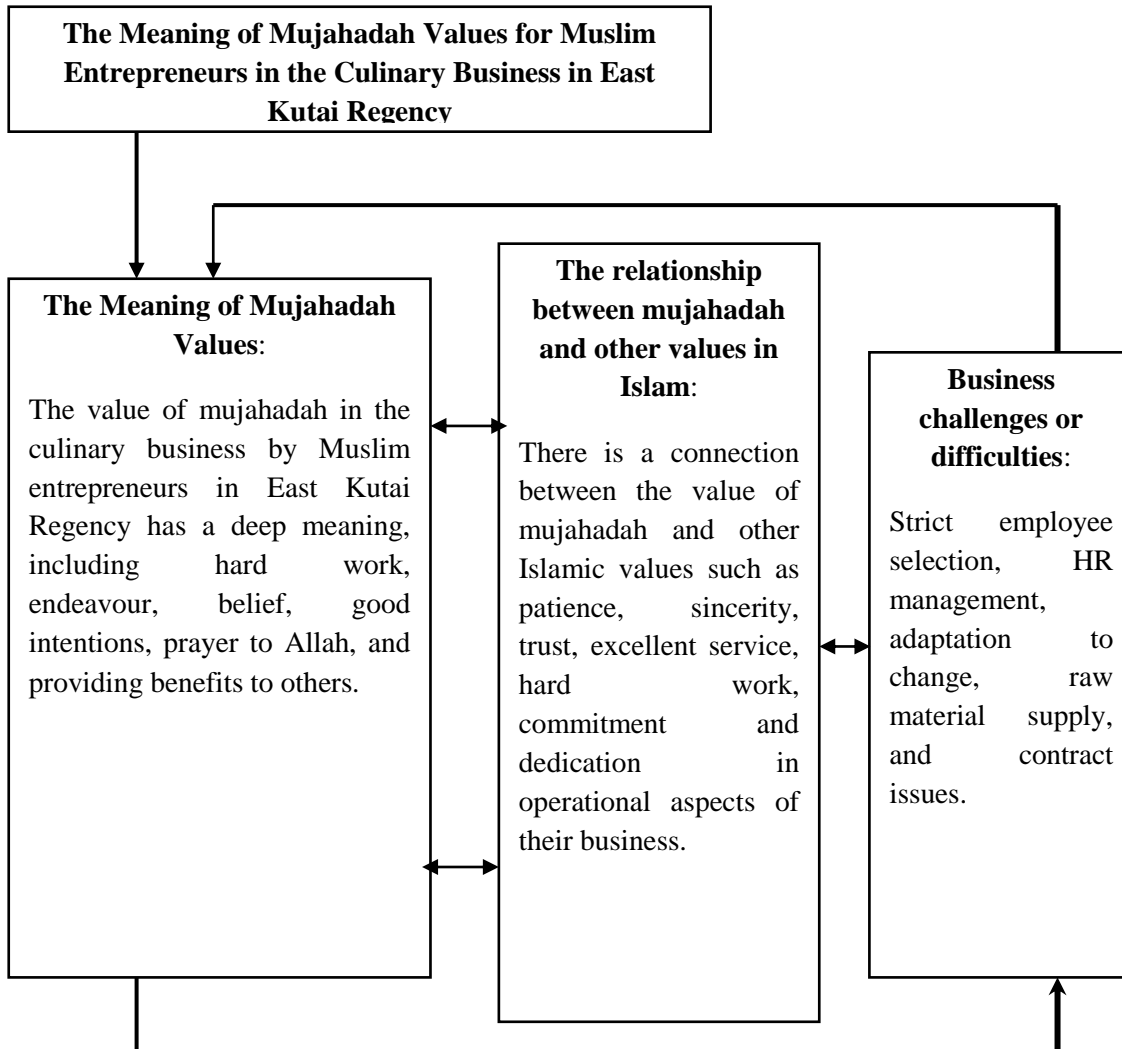 The Meaning of Mujahadah Values for Muslim
Entrepreneurs in the Culinary Business in East
Kutai Regency
The Meaning of Mujahadah
Values:
The value of mujahadah in the
culinary business by Muslim
entrepreneurs in East Kutai
Regency has a deep meaning,
including hard work,
endeavour, belief, good
intentions, prayer to Allah, and
providing benefits to others.
The relationship
between mujahadah
and other values in
Islam:
There is a connection
between the value of
mujahadah and other
Islamic values such as
patience, sincerity,
trust, excellent service,
hard work,
commitment and
dedication in
operational aspects of
their business.
Business
challenges or
difficulties:
Strict employee
selection, HR
management,
adaptation to
change, raw
material supply,
and contract
issues.